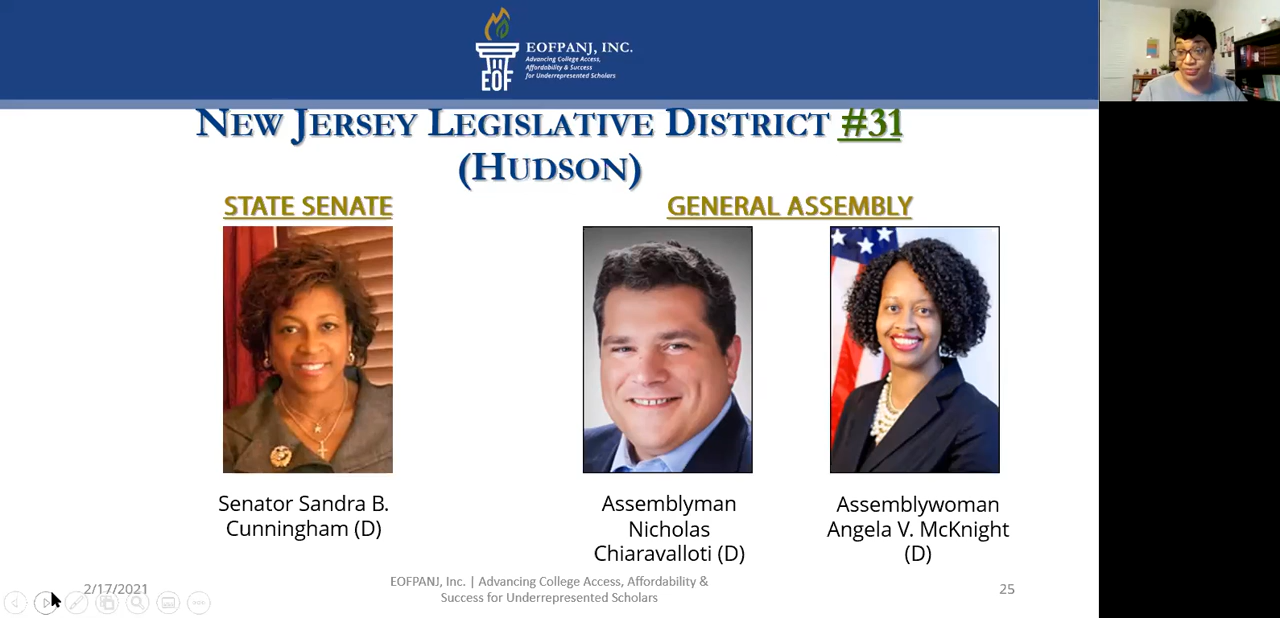 EOFPANJ, INC.
Advancing College Access,
Affordability & Success
for Underrepresented Scholars
EOF
NEW JERSEY LEGISLATIVE DISTRICT #31
(HUDSON)
STATE SENATE
GENERAL ASSEMBLY
Senator Sandra B.
Cunningham (D)
Assemblyman
Nicholas
Chiaravalloti (D)
Assemblywoman
Angela V. McKnight
(D)
2/17/2021
EOFPANJ, Inc. | Advancing College Access, Affordability &
Success for Underrepresented Scholars
25